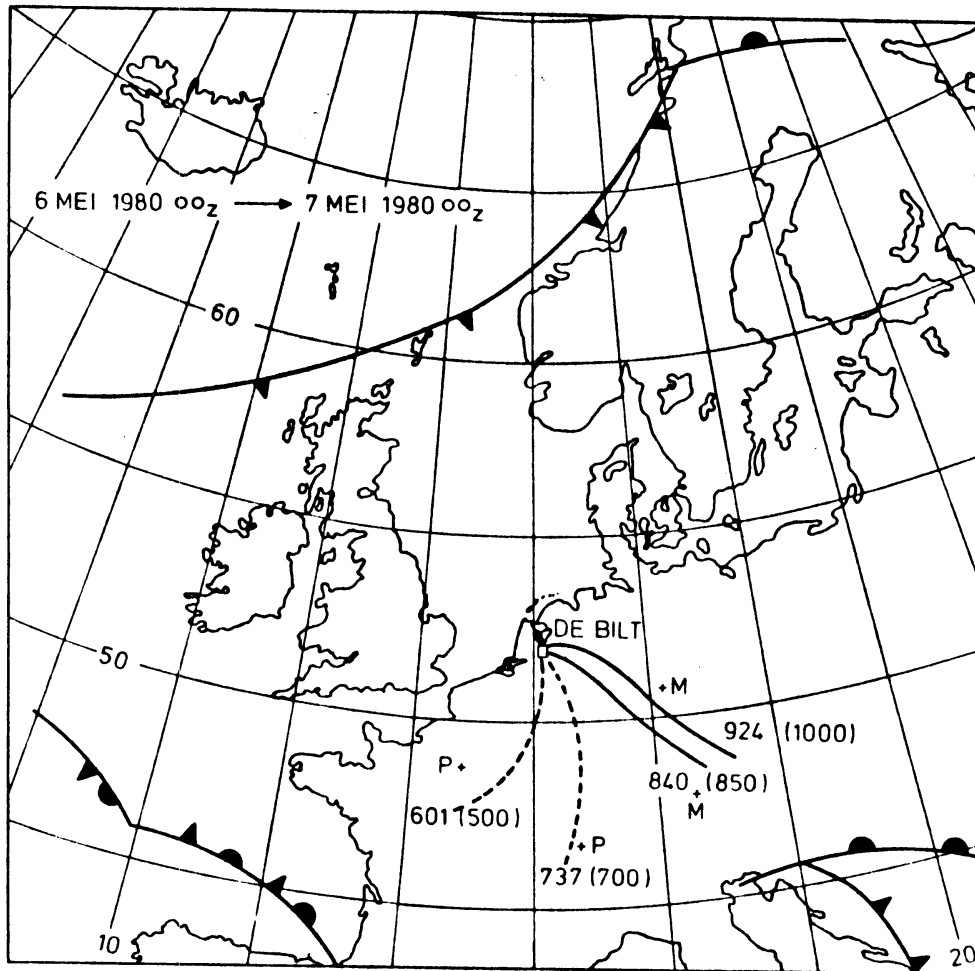 6 MEI 1980 00z → 7 MEI 1980 00z
60
DE BILT
50
M
924 (1000)
P
840 (850)
M
601 (500)
P
737 (700)
10
20